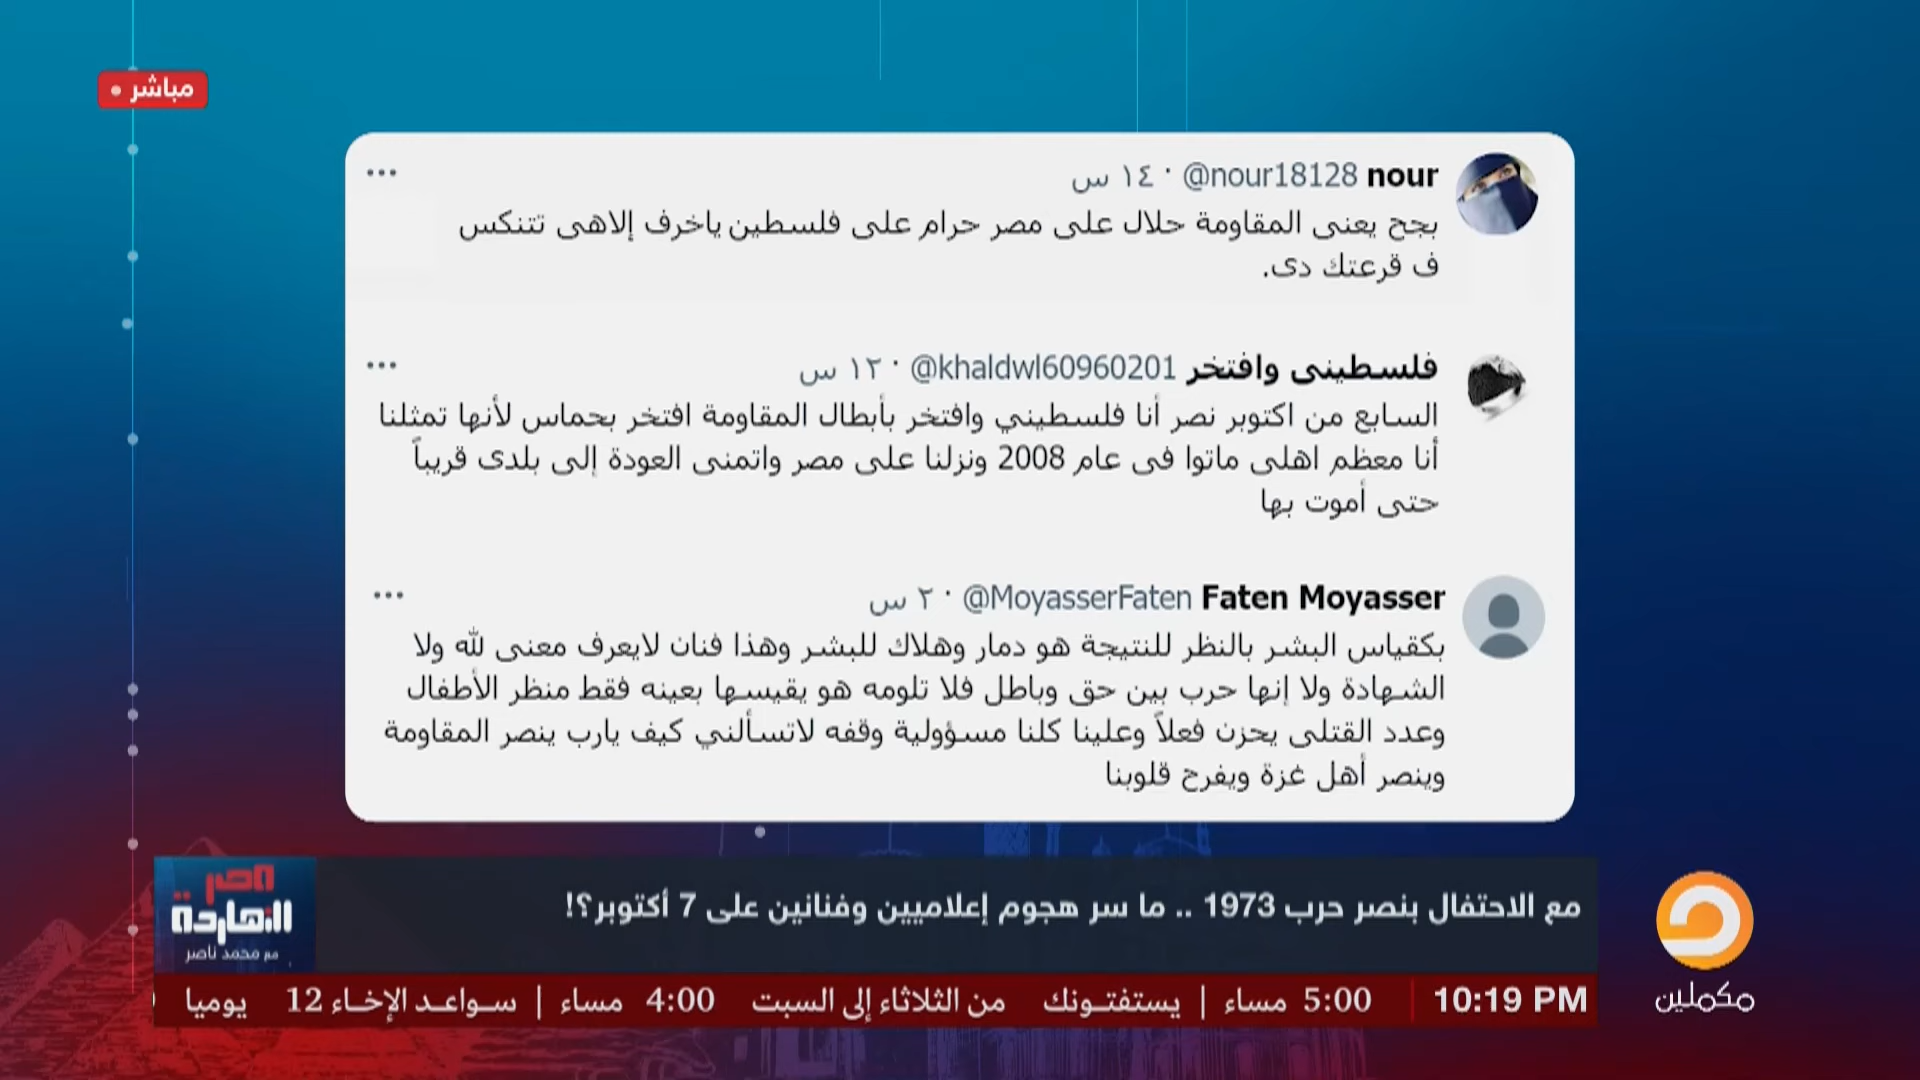 مباشر
nour @nour18128 · ١٤ س
بجح يعنى المقاومة حلال على مصر حرام على فلسطين ياخرف إلاهى تتنكس
ف قرعتك دى.
فلسطينى وافتخر @khaldwl60960201 · ١٢ س
السابع من اكتوبر نصر أنا فلسطيني وافتخر بأبطال المقاومة افتخر بحماس لأنها تمثلنا
أنا معظم اهلى ماتوا فى عام 2008 ونزلنا على مصر واتمنى العودة إلى بلدى قريباً
حتى أموت بها
Faten Moyasser @MoyasserFaten · ٢ س
بكقياس البشر بالنظر للنتيجة هو دمار وهلاك للبشر وهذا فنان لايعرف معنى لله ولا
الشهادة ولا إنها حرب بين حق وباطل فلا تلومه هو يقيسها بعينه فقط منظر الأطفال
وعدد القتلى يحزن فعلاً وعلينا كلنا مسؤولية وقفه لاتسألني كيف يارب ينصر المقاومة
وينصر أهل غزة ويفرح قلوبنا
مع الاحتفال بنصر حرب 1973 .. ما سر هجوم إعلاميين وفنانين على 7 أكتوبر؟!
مصر
النهاردة
مع محمد ناصر
10:19 PM
5:00 مساء | يستفتونك من الثلاثاء إلى السبت 4:00 مساء | سواعد الإخاء 12 يوميا
مكملين